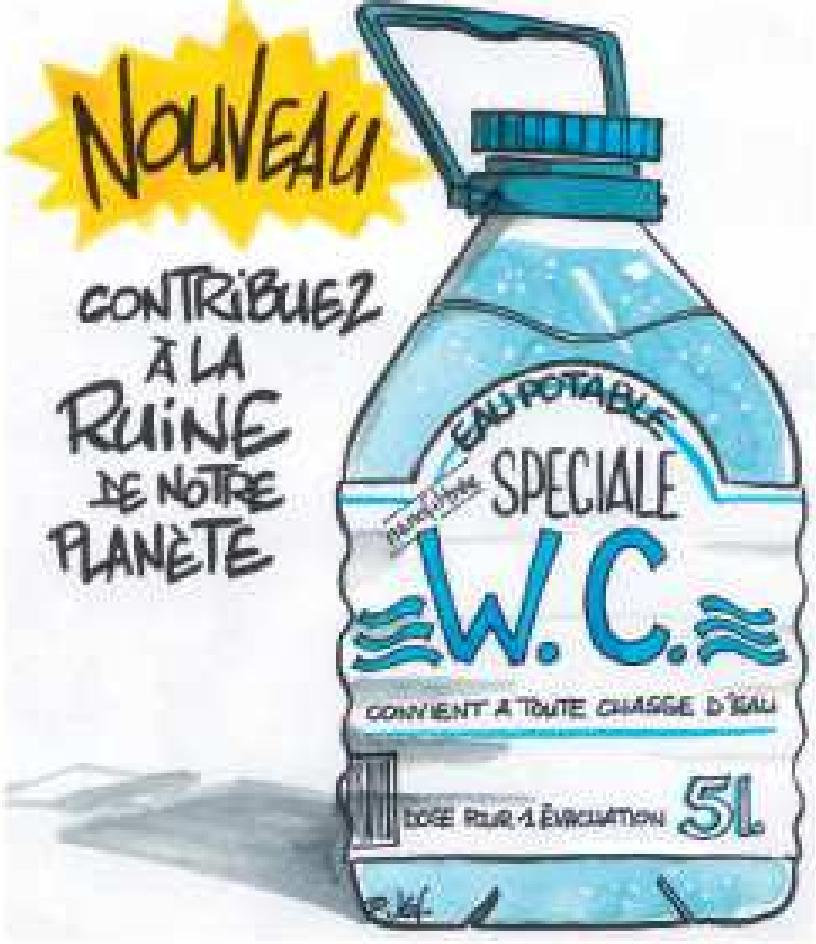 NOUVEAU
CONTRIBUEZ
À LA
RUINE
DE NOTRE
PLANÈTE
EAU POTABLE
SPECIALE
W.C.
CONVIENT A TOUTE CHASSE D'EAU
DOSE POUR 1 ÉVACUATION 5L